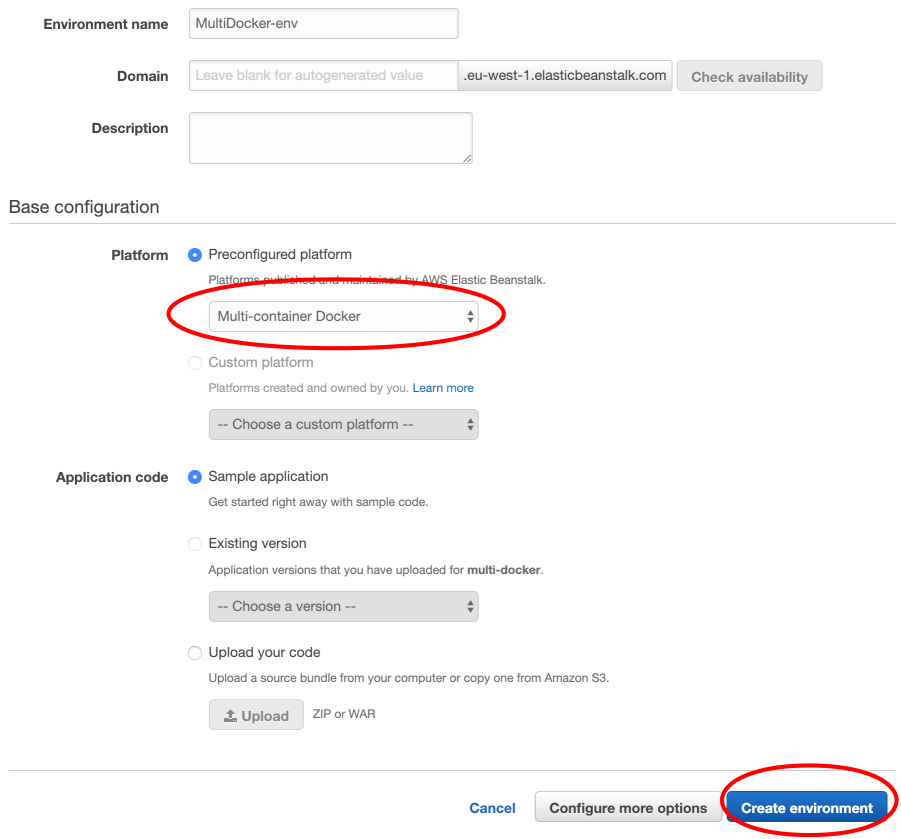 Environment name MultiDocker-env
Domain Leave blank for autogenerated value .eu-west-1.elasticbeanstalk.com Check availability
Description
Base configuration
Platform Preconfigured platform
Platforms published and maintained by AWS Elastic Beanstalk.
Multi-container Docker
Custom platform
Platforms created and owned by you. Learn more
-- Choose a custom platform --
Application code Sample application
Get started right away with sample code.
Existing version
Application versions that you have uploaded for multi-docker.
-- Choose a version --
Upload your code
Upload a source bundle from your computer or copy one from Amazon S3.
Upload ZIP or WAR
Cancel Configure more options Create environment